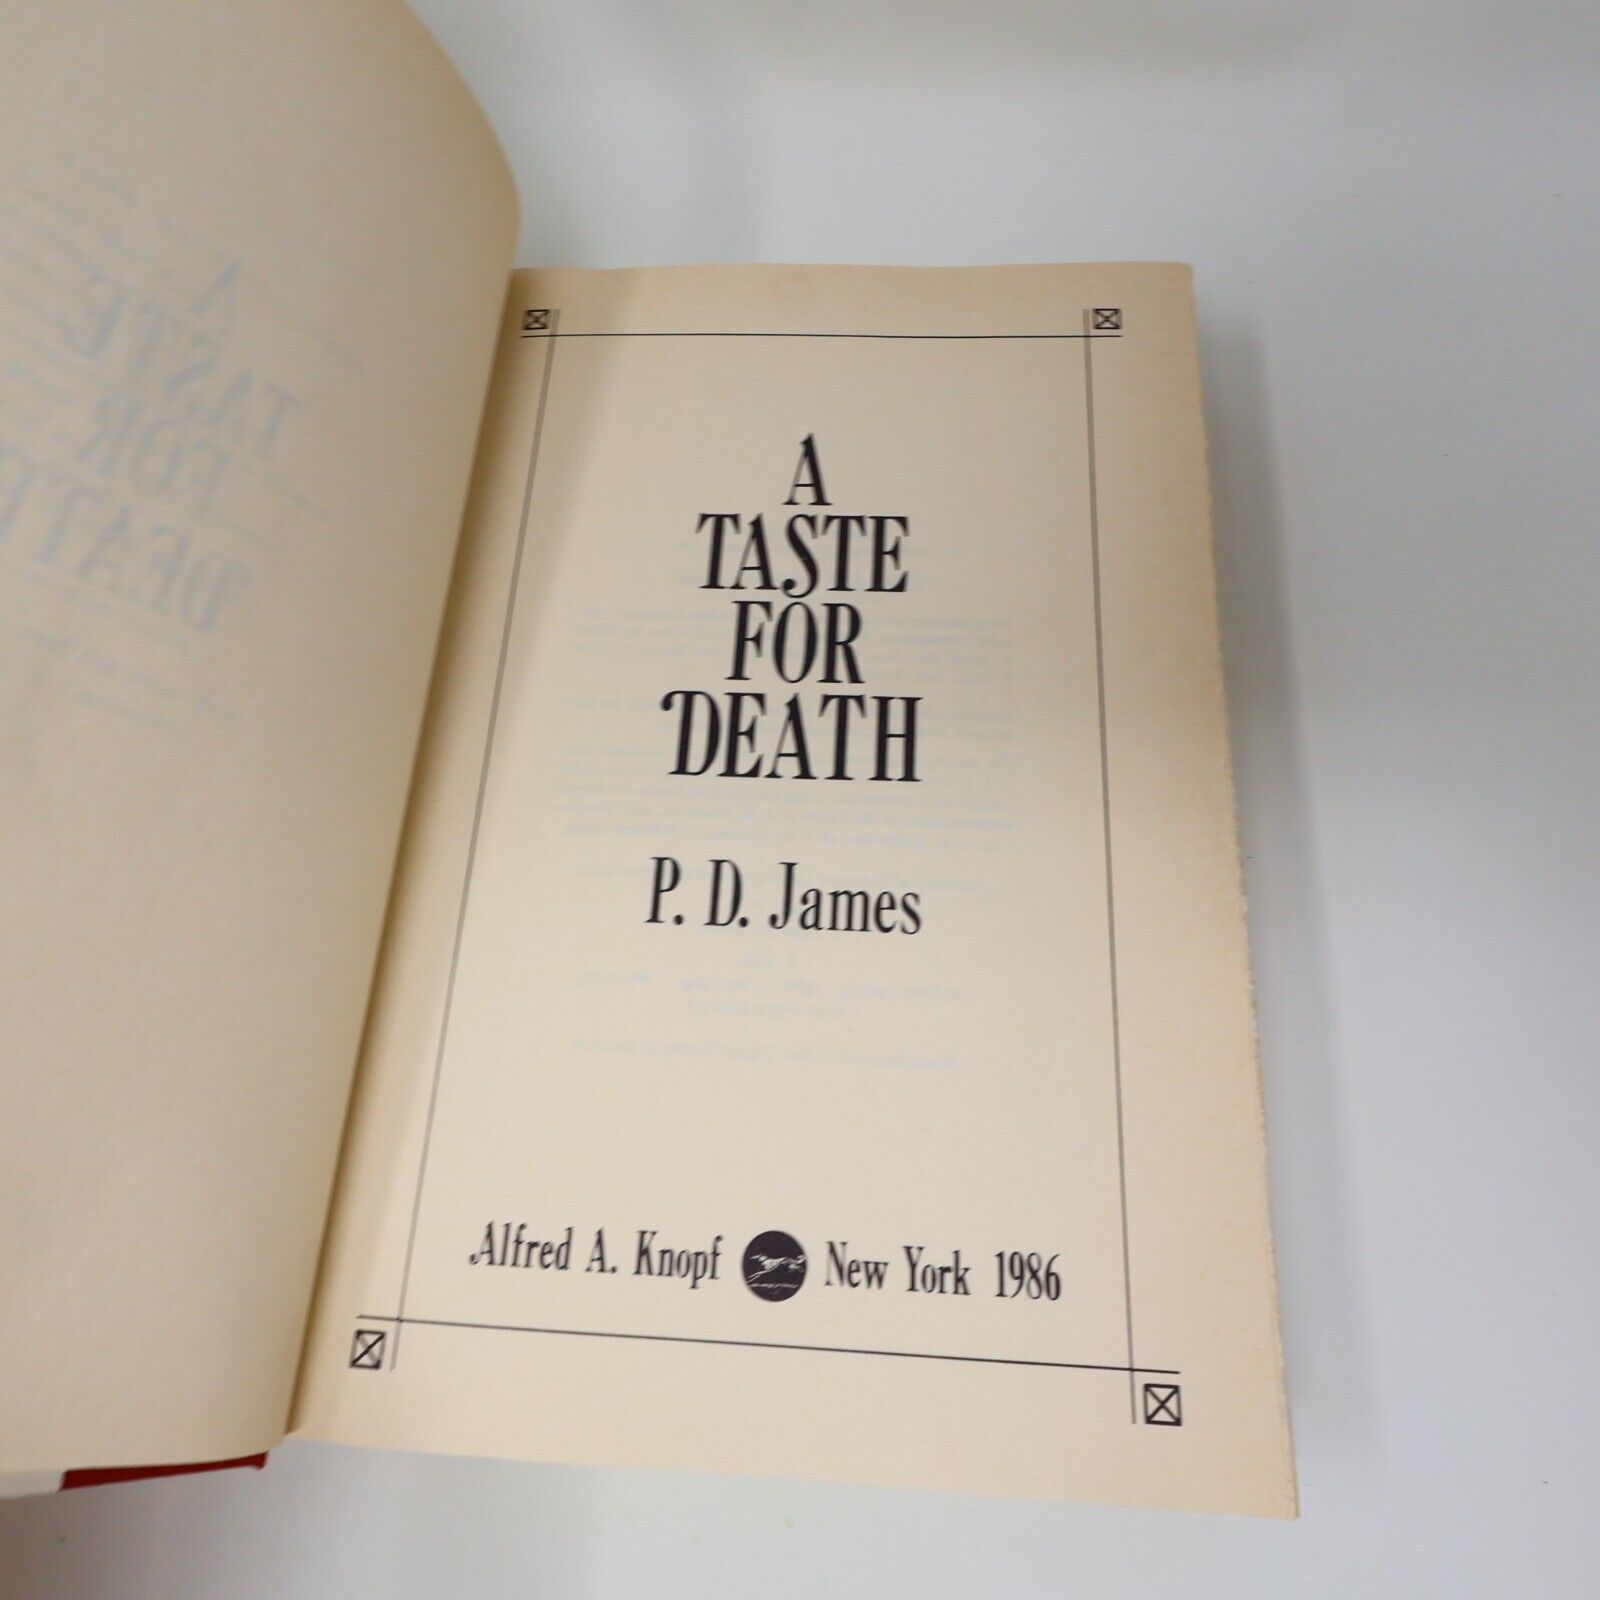 A
TASTE
FOR
DEATH
P. D. James
Alfred A. Knopf New York 1986